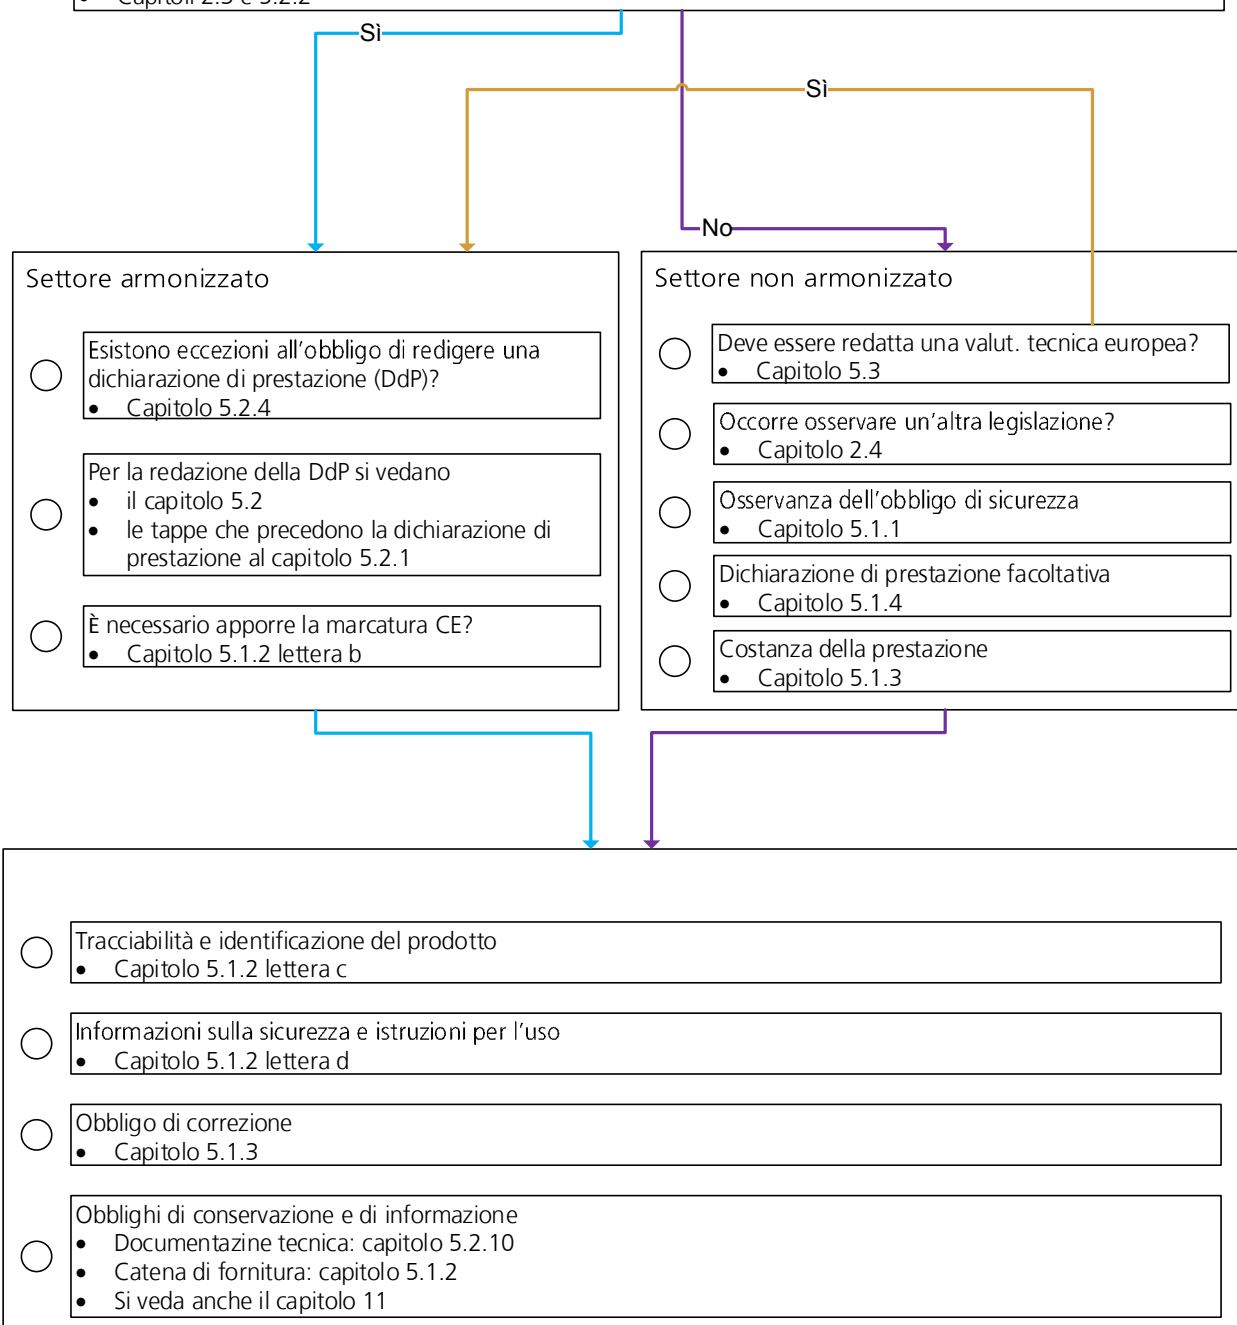 Sì
Sì
No
Settore armonizzato
Esistono eccezioni all'obbligo di redigere una
dichiarazione di prestazione (DdP)?
• Capitolo 5.2.4
Per la redazione della DdP si vedano
• il capitolo 5.2
• le tappe che precedono la dichiarazione di
prestazione al capitolo 5.2.1
È necessario apporre la marcatura CE?
• Capitolo 5.1.2 lettera b
Settore non armonizzato
Deve essere redatta una valut. tecnica europea?
• Capitolo 5.3
Occorre osservare un'altra legislazione?
• Capitolo 2.4
Osservanza dell'obbligo di sicurezza
• Capitolo 5.1.1
Dichiarazione di prestazione facoltativa
• Capitolo 5.1.4
Costanza della prestazione
• Capitolo 5.1.3
Tracciabilità e identificazione del prodotto
• Capitolo 5.1.2 lettera c
Informazioni sulla sicurezza e istruzioni per l'uso
• Capitolo 5.1.2 lettera d
Obbligo di correzione
• Capitolo 5.1.3
Obblighi di conservazione e di informazione
• Documentazine tecnica: capitolo 5.2.10
• Catena di fornitura: capitolo 5.1.2
• Si veda anche il capitolo 11